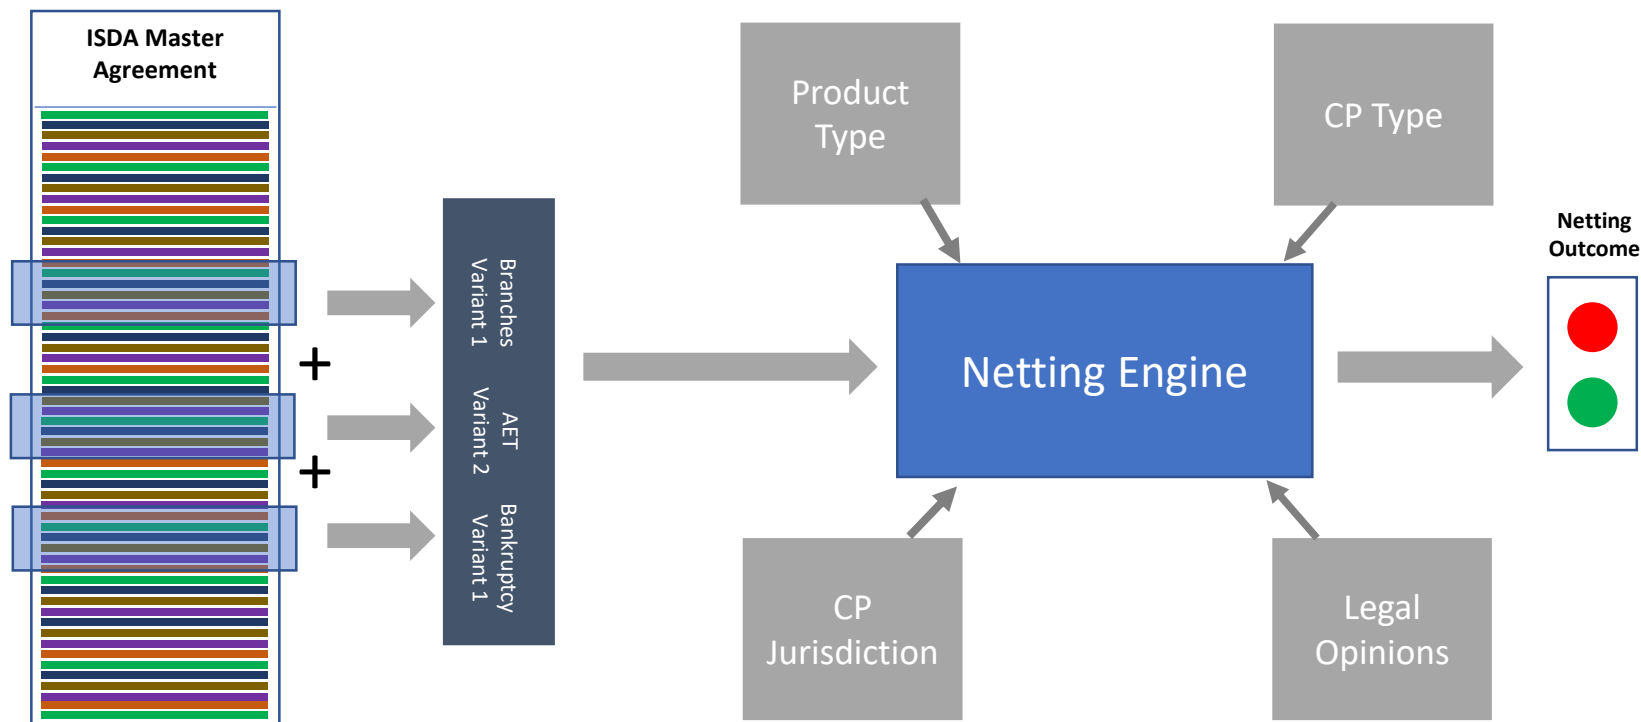 ISDA Master
Agreement
Branches
Variant 1
AET
Variant 2
Bankruptcy
Variant 1
Product
Type
CP Type
Netting Engine
CP
Jurisdiction
Legal
Opinions
Netting
Outcome